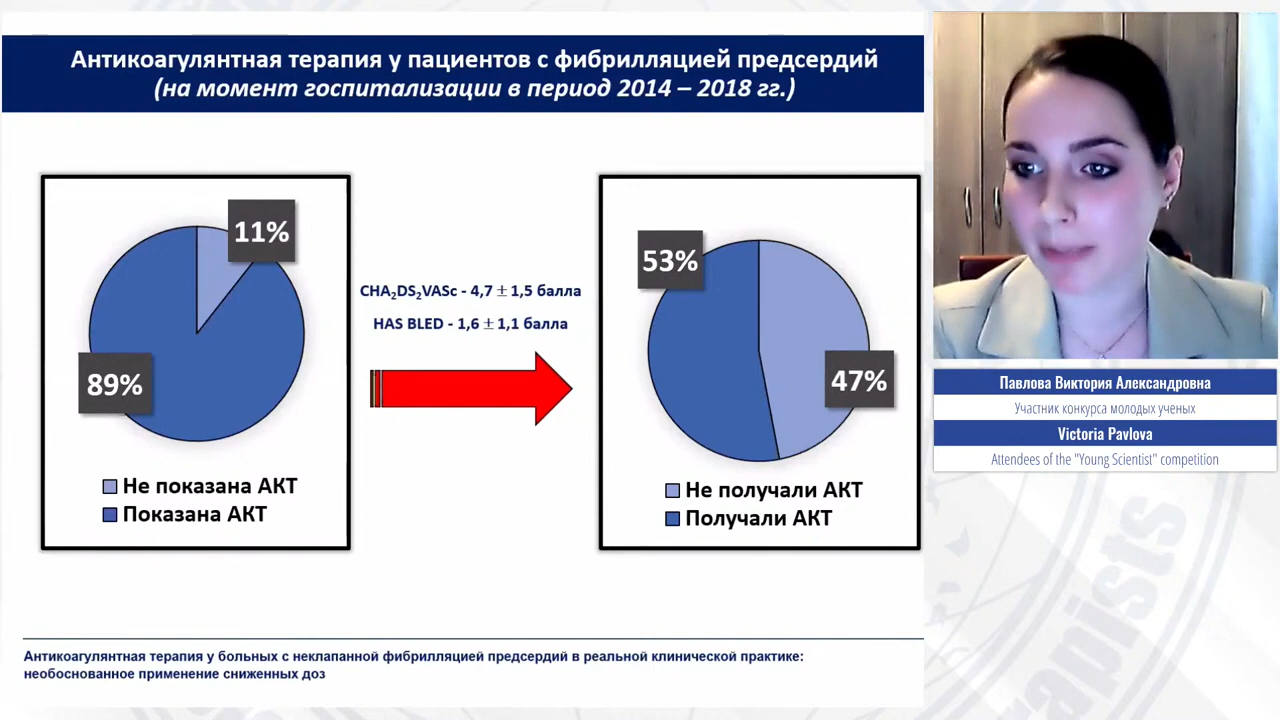 Антикоагулянтная терапия у пациентов с фибрилляцией предсердий
(на момент госпитализации в период 2014 – 2018 гг.)
11%
89%
Не показана АКТ
Показана АКТ
CHA₂DS₂VASc - 4,7 ± 1,5 балла
HAS BLED - 1,6 ± 1,1 балла
53%
47%
Не получали АКТ
Получали АКТ
Антикоагулянтная терапия у больных с неклапанной фибрилляцией предсердий в реальной клинической практике:
необоснованное применение сниженных доз
Павлова Виктория Александровна
Участник конкурса молодых ученых
Victoria Pavlova
Attendees of the "Young Scientist" competition
rapists